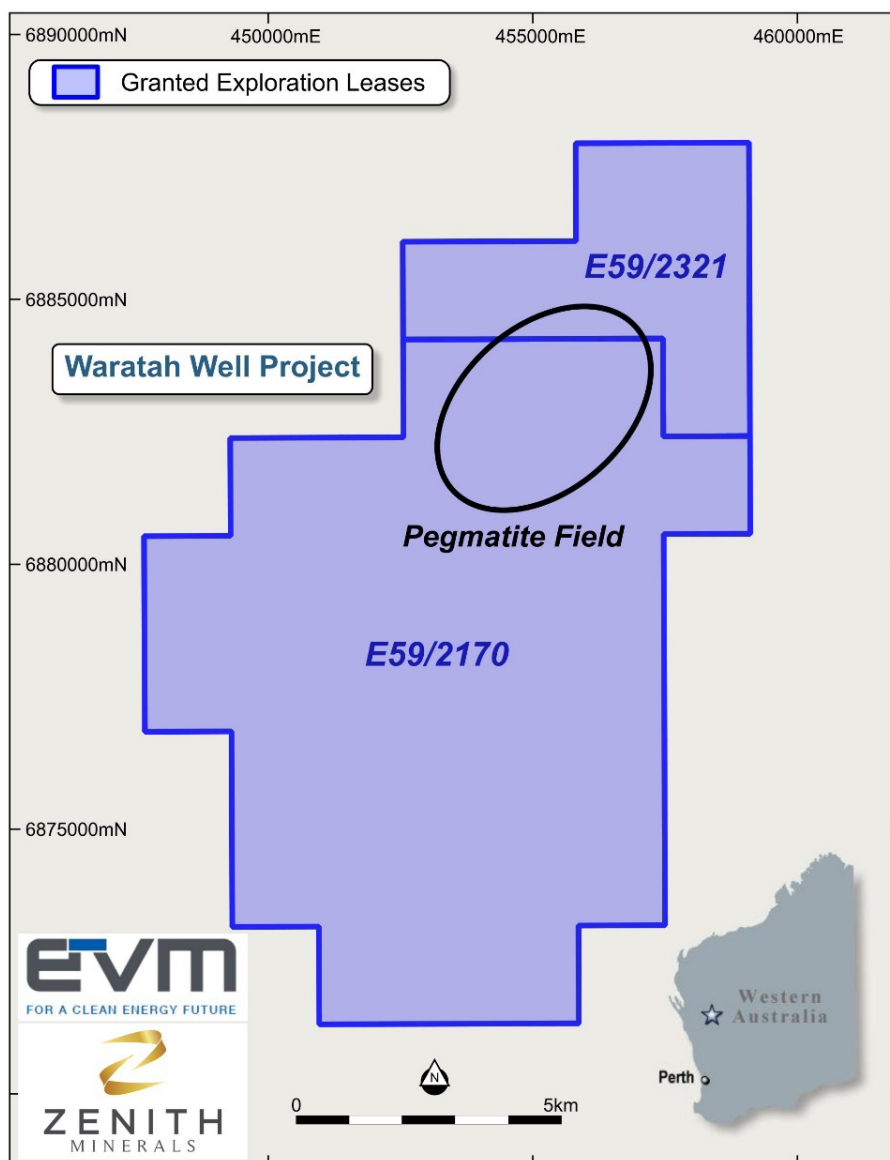 6890000mN
450000mE
455000mE
460000mE
Granted Exploration Leases
E59/2321
6885000mN
Waratah Well Project
Pegmatite Field
6880000mN
E59/2170
6875000mN
EVM
FOR A CLEAN ENERGY FUTURE
ZENITH
MINERALS
N
0
5km
Western
Australia
Perth